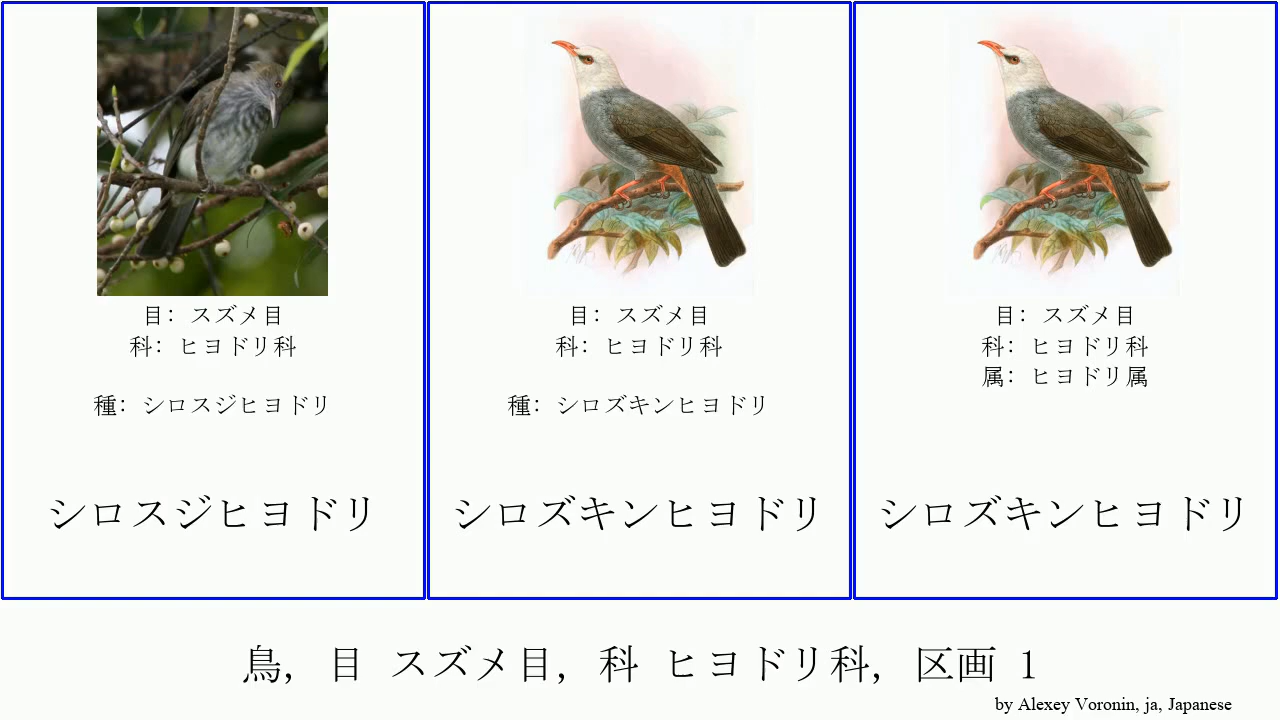 目: スズメ目
科: ヒヨドリ科
種: シロスジヒヨドリ
シロスジヒヨドリ
目: スズメ目
科: ヒヨドリ科
種: シロズキンヒヨドリ
シロズキンヒヨドリ
目: スズメ目
科: ヒヨドリ科
属: ヒヨドリ属
シロズキンヒヨドリ
鳥, 目 スズメ目, 科 ヒヨドリ科, 区画 1
by Alexey Voronin, ja, Japanese